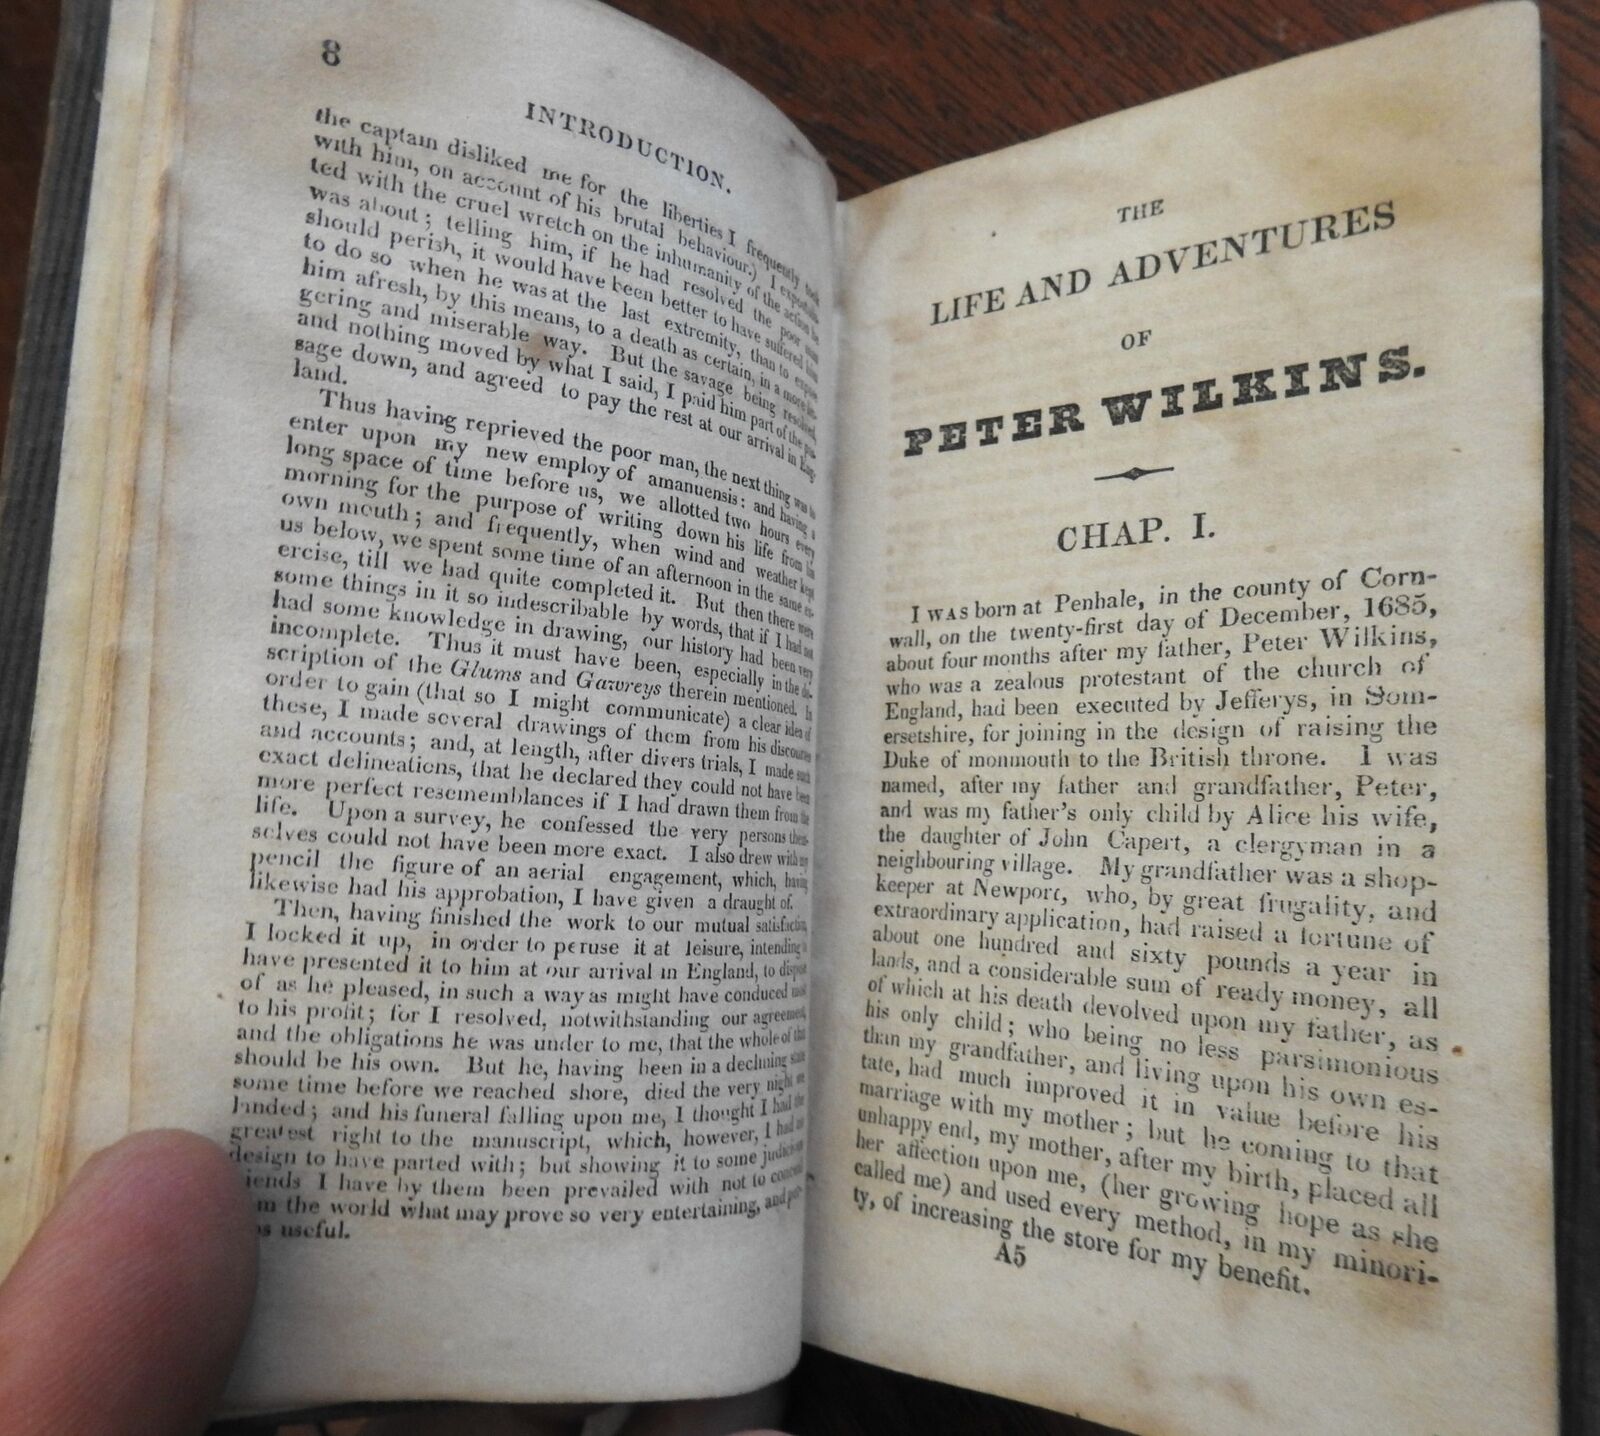 8
INTRODUCTION.
the captain disliked me for the liberties I frequently took
with him, on account of his brutal behaviour.) I expostula-
ted with the cruel wretch on the inhumanity of the action he
was about; telling him, if he had resolved the poor man
should perish, it would have been better to have suffered him
to do so when he was at the last extremity, than to expose
him afresh, by this means, to a death as certain, in a more lin-
gering and miserable way. But the savage being resolved,
and nothing moved by what I said, I paid him part of the pas-
sage down, and agreed to pay the rest at our arrival in Eng-
land.
Thus having reprieved the poor man, the next thing was to
enter upon my new employ of amanuensis: and having a
long space of time before us, we allotted two hours every
morning for the purpose of writing down his life from his
own mouth; and frequently, when wind and weather kept
us below, we spent some time of an afternoon in the same ex-
ercise, till we had quite completed it. But then there were
some things in it so indescribable by words, that if I had not
had some knowledge in drawing, our history had been very
incomplete. Thus it must have been, especially in the de-
scription of the Glums and Gawreys therein mentioned. In
order to gain (that so I might communicate) a clear idea of
these, I made several drawings of them from his discourses
and accounts; and, at length, after divers trials, I made such
exact delineations, that he declared they could not have been
more perfect resememblances if I had drawn them from the
life. Upon a survey, he confessed the very persons them-
selves could not have been more exact. I also drew with my
pencil the figure of an aerial engagement, which, having
likewise had his approbation, I have given a draught of.
Then, having finished the work to our mutual satisfaction,
I locked it up, in order to peruse it at leisure, intending to
have presented it to him at our arrival in England, to dispose
of as he pleased, in such a way as might have conduced most
to his profit; for I resolved, notwithstanding our agreement,
and the obligations he was under to me, that the whole of that
should be his own. But he, having been in a declining state
some time before we reached shore, died the very night we
landed; and his funeral falling upon me, I thought I had the
greatest right to the manuscript, which, however, I had no
design to have parted with; but showing it to some judicious
riends I have by them been prevailed with not to conceal
m the world what may prove so very entertaining, and per-
ps useful.
THE
LIFE AND ADVENTURES
OF
PETER WILKINS.
CHAP. I.
I WAS born at Penhale, in the county of Corn-
wall, on the twenty-first day of December, 1685,
about four months after my father, Peter Wilkins,
who was a zealous protestant of the church of
England, had been executed by Jefferys, in Som-
ersetshire, for joining in the design of raising the
Duke of monmouth to the British throne. I was
named, after my father and grandfather, Peter,
and was my father's only child by Alice his wife,
the daughter of John Capert, a clergyman in a
neighbouring village. My grandfather was a shop-
keeper at Newport, who, by great frugality, and
extraordinary application, had raised a fortune of
about one hundred and sixty pounds a year in
lands, and a considerable sum of ready money, all
of which at his death devolved upon my father, as
his only child; who being no less parsimonious
than my grandfather, and living upon his own es-
tate, had much improved it in value before his
marriage with my mother; but he coming to that
unhappy end, my mother, after my birth, placed all
her affection upon me, (her growing hope as she
called me) and used every method, in my minori-
ty, of increasing the store for my benefit.
A5